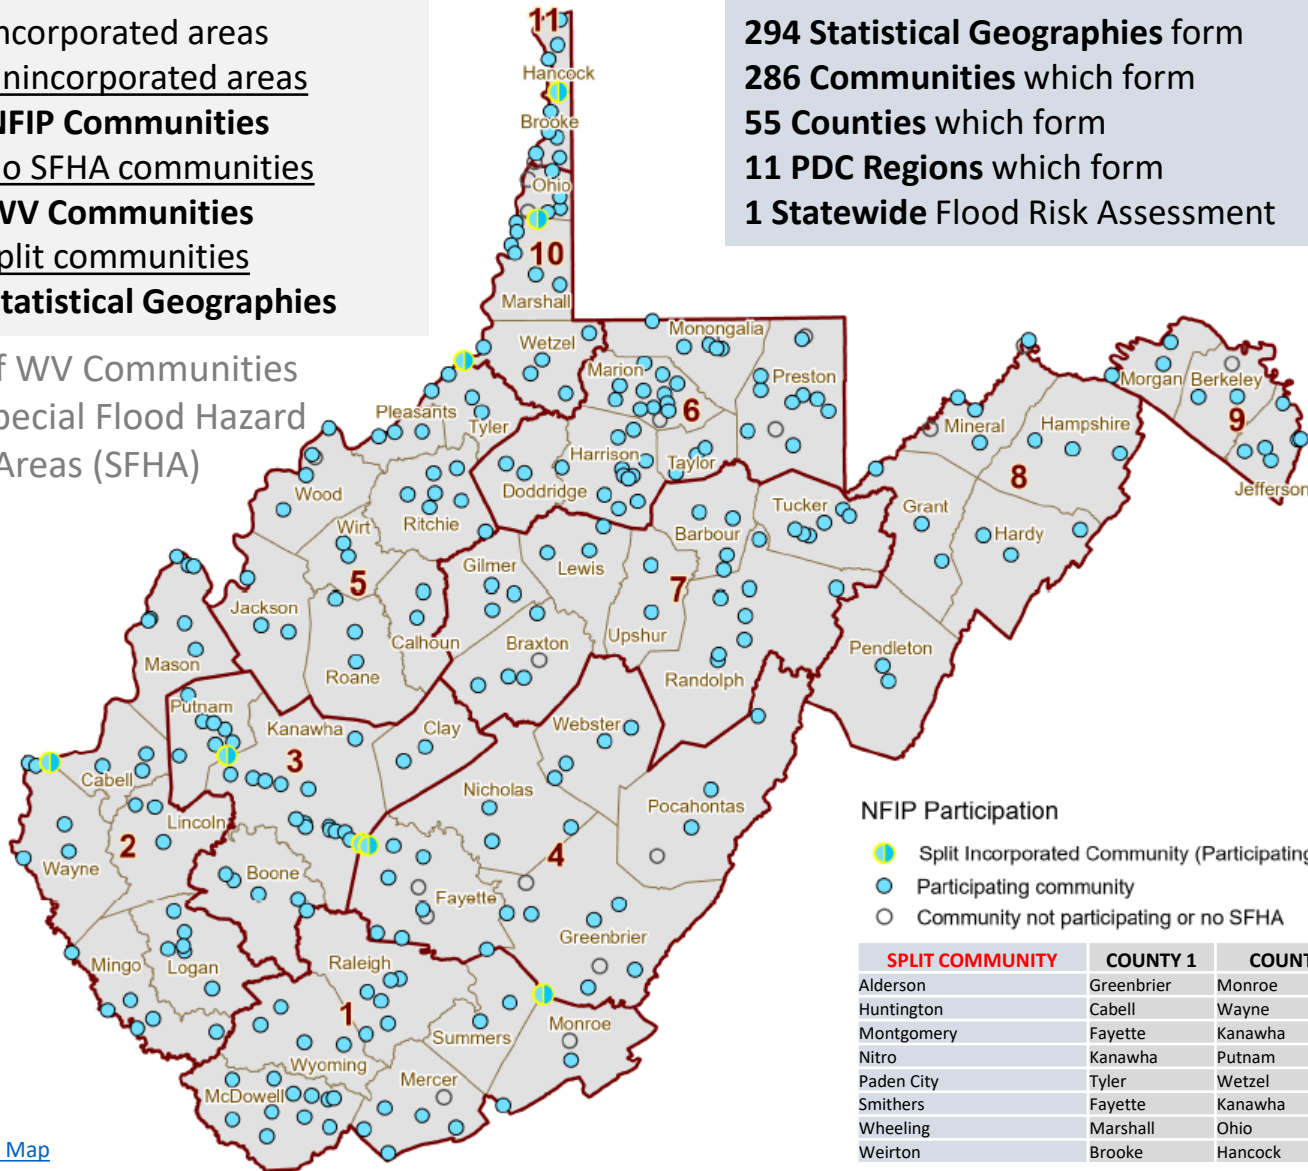 ncorporated areas
nincorporated areas
NFIP Communities
o SFHA communities
WV Communities
plit communities
tatistical Geographies
f WV Communities
pecial Flood Hazard
Areas (SFHA)
294 Statistical Geographies form
286 Communities which form
55 Counties which form
11 PDC Regions which form
1 Statewide Flood Risk Assessment
11
Hancock
Brooke
Ohio
10
Marshall
Wetzel
Monongalia
Marion
Preston
6
Pleasants
Tyler
Harrison
Taylor
Doddridge
Wood
Ritchie
Wirt
5
Barbour
Tucker
Gilmer
Lewis
7
Upshur
Jackson
Calhoun
Roane
Braxton
Randolph
Mason
Morgan
Berkeley
9
Mineral
Hampshire
8
Jefferson
Grant
Hardy
Pendleton
Putnam
Kanawha
3
Clay
Webster
Cabell
Lincoln
2
Wayne
Nicholas
Pocahontas
4
Boone
Fayette
Greenbrier
Mingo
Logan
Raleigh
1
Summers
Monroe
Wyoming
Mercer
McDowell
Map
NFIP Participation
Split Incorporated Community (Participating
Participating community
Community not participating or no SFHA
SPLIT COMMUNITY COUNTY 1 COUNT
Alderson Greenbrier Monroe
Huntington Cabell Wayne
Montgomery Fayette Kanawha
Nitro Kanawha Putnam
Paden City Tyler Wetzel
Smithers Fayette Kanawha
Wheeling Marshall Ohio
Weirton Brooke Hancock